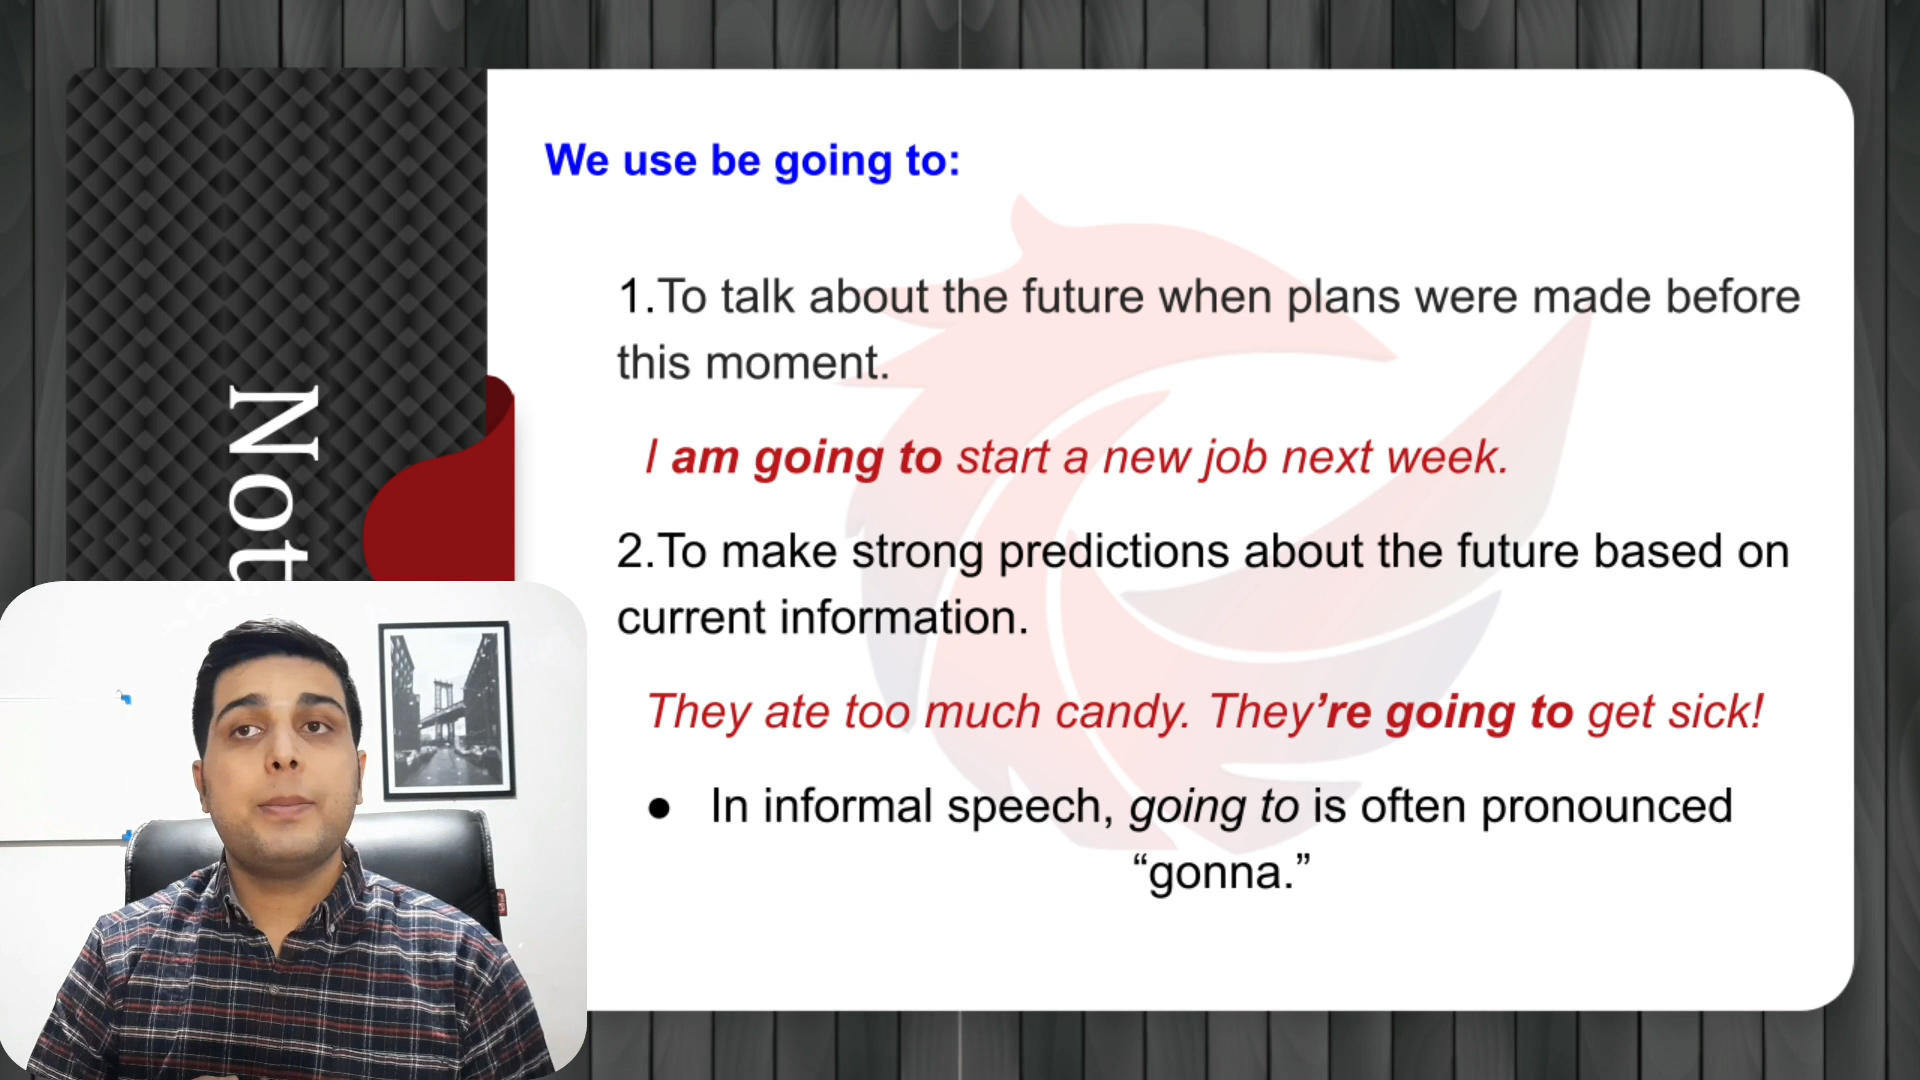 We use be going to:
1.To talk about the future when plans were made before
this moment.
I am going to start a new job next week.
2.To make strong predictions about the future based on
current information.
They ate too much candy. They’re going to get sick!
● In informal speech, going to is often pronounced
“gonna.”
Not